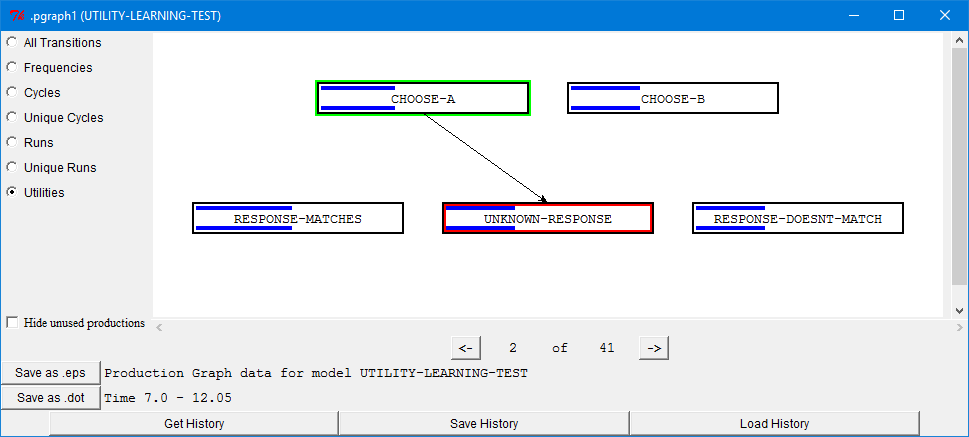 .pgraph1 (UTILITY-LEARNING-TEST)
All Transitions
Frequencies
Cycles
Unique Cycles
Runs
Unique Runs
Utilities
CHOOSE-A CHOOSE-B
RESPONSE-MATCHES UNKNOWN-RESPONSE RESPONSE-DOESNT-MATCH
Hide unused productions
<- 2 of 41 ->
Save as .eps Production Graph data for model UTILITY-LEARNING-TEST
Save as .dot Time 7.0 - 12.05
Get History Save History Load History